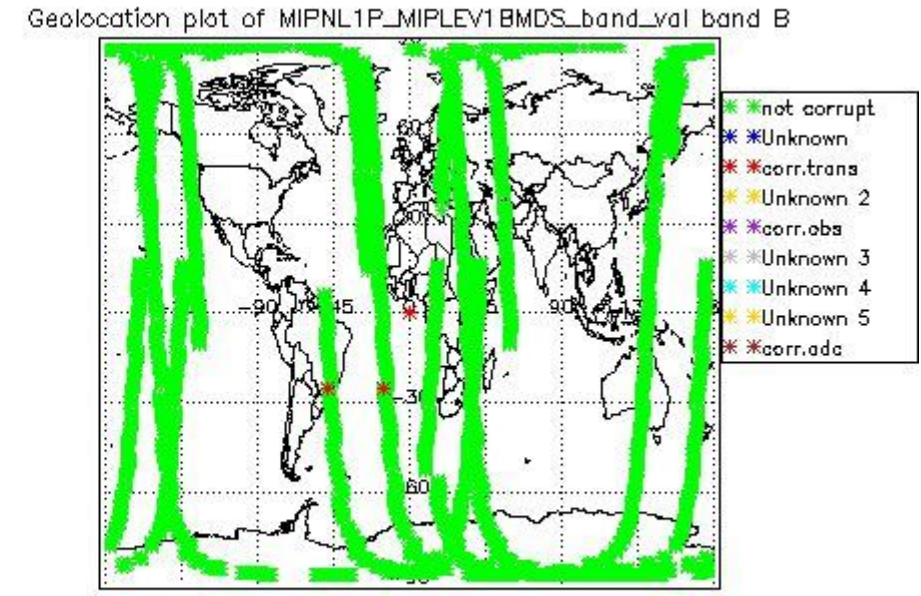 Geolocation plot of MIPNL1P_MIPLEV1BMDS_band_val band B
60
-90
45
90
-30
60
not corrupt
Unknown
corr.trans
Unknown 2
corr.obs
Unknown 3
Unknown 4
Unknown 5
corr.adc